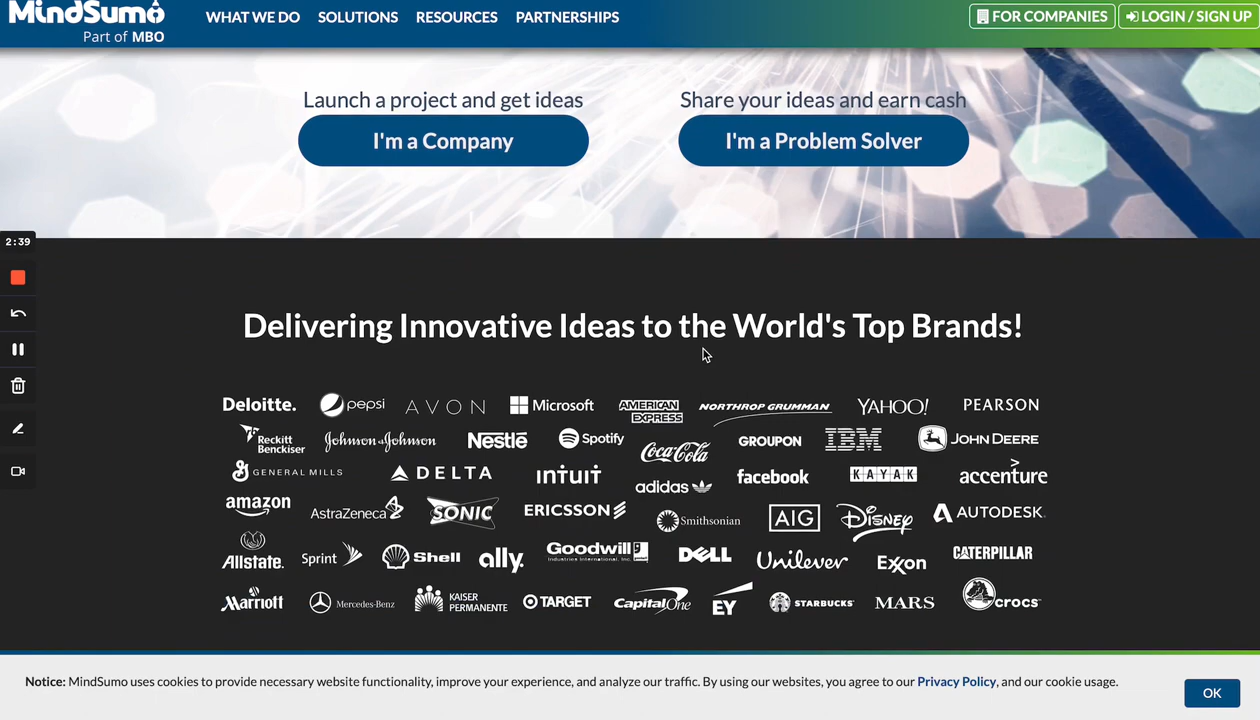 MindSumo
Part of MBO
WHAT WE DO SOLUTIONS RESOURCES PARTNERSHIPS
FOR COMPANIES LOGIN / SIGN UP
Launch a project and get ideas
I'm a Company
Share your ideas and earn cash
I'm a Problem Solver
2:39
Delivering Innovative Ideas to the World's Top Brands!
Deloitte. pepsi AVON Microsoft AMERICAN EXPRESS NORTHROP GRUMMAN YAHOO! PEARSON
Reckitt Benckiser Johnson & Johnson Nestlé Spotify Coca-Cola GROUPON IBM JOHN DEERE
GENERAL MILLS DELTA intuit adidas facebook KAYAK accenture
amazon AstraZeneca SONIC ERICSSON Smithsonian AIG Disney AUTODESK.
Allstate. Sprint Shell ally. Goodwill Industries International, Inc. DELL Unilever Exxon CATERPILLAR
Marriott Mercedes-Benz KAISER PERMANENTE TARGET Capital One EY STARBUCKS MARS crocs
Notice: MindSumo uses cookies to provide necessary website functionality, improve your experience, and analyze our traffic. By using our websites, you agree to our Privacy Policy, and our cookie usage.
OK